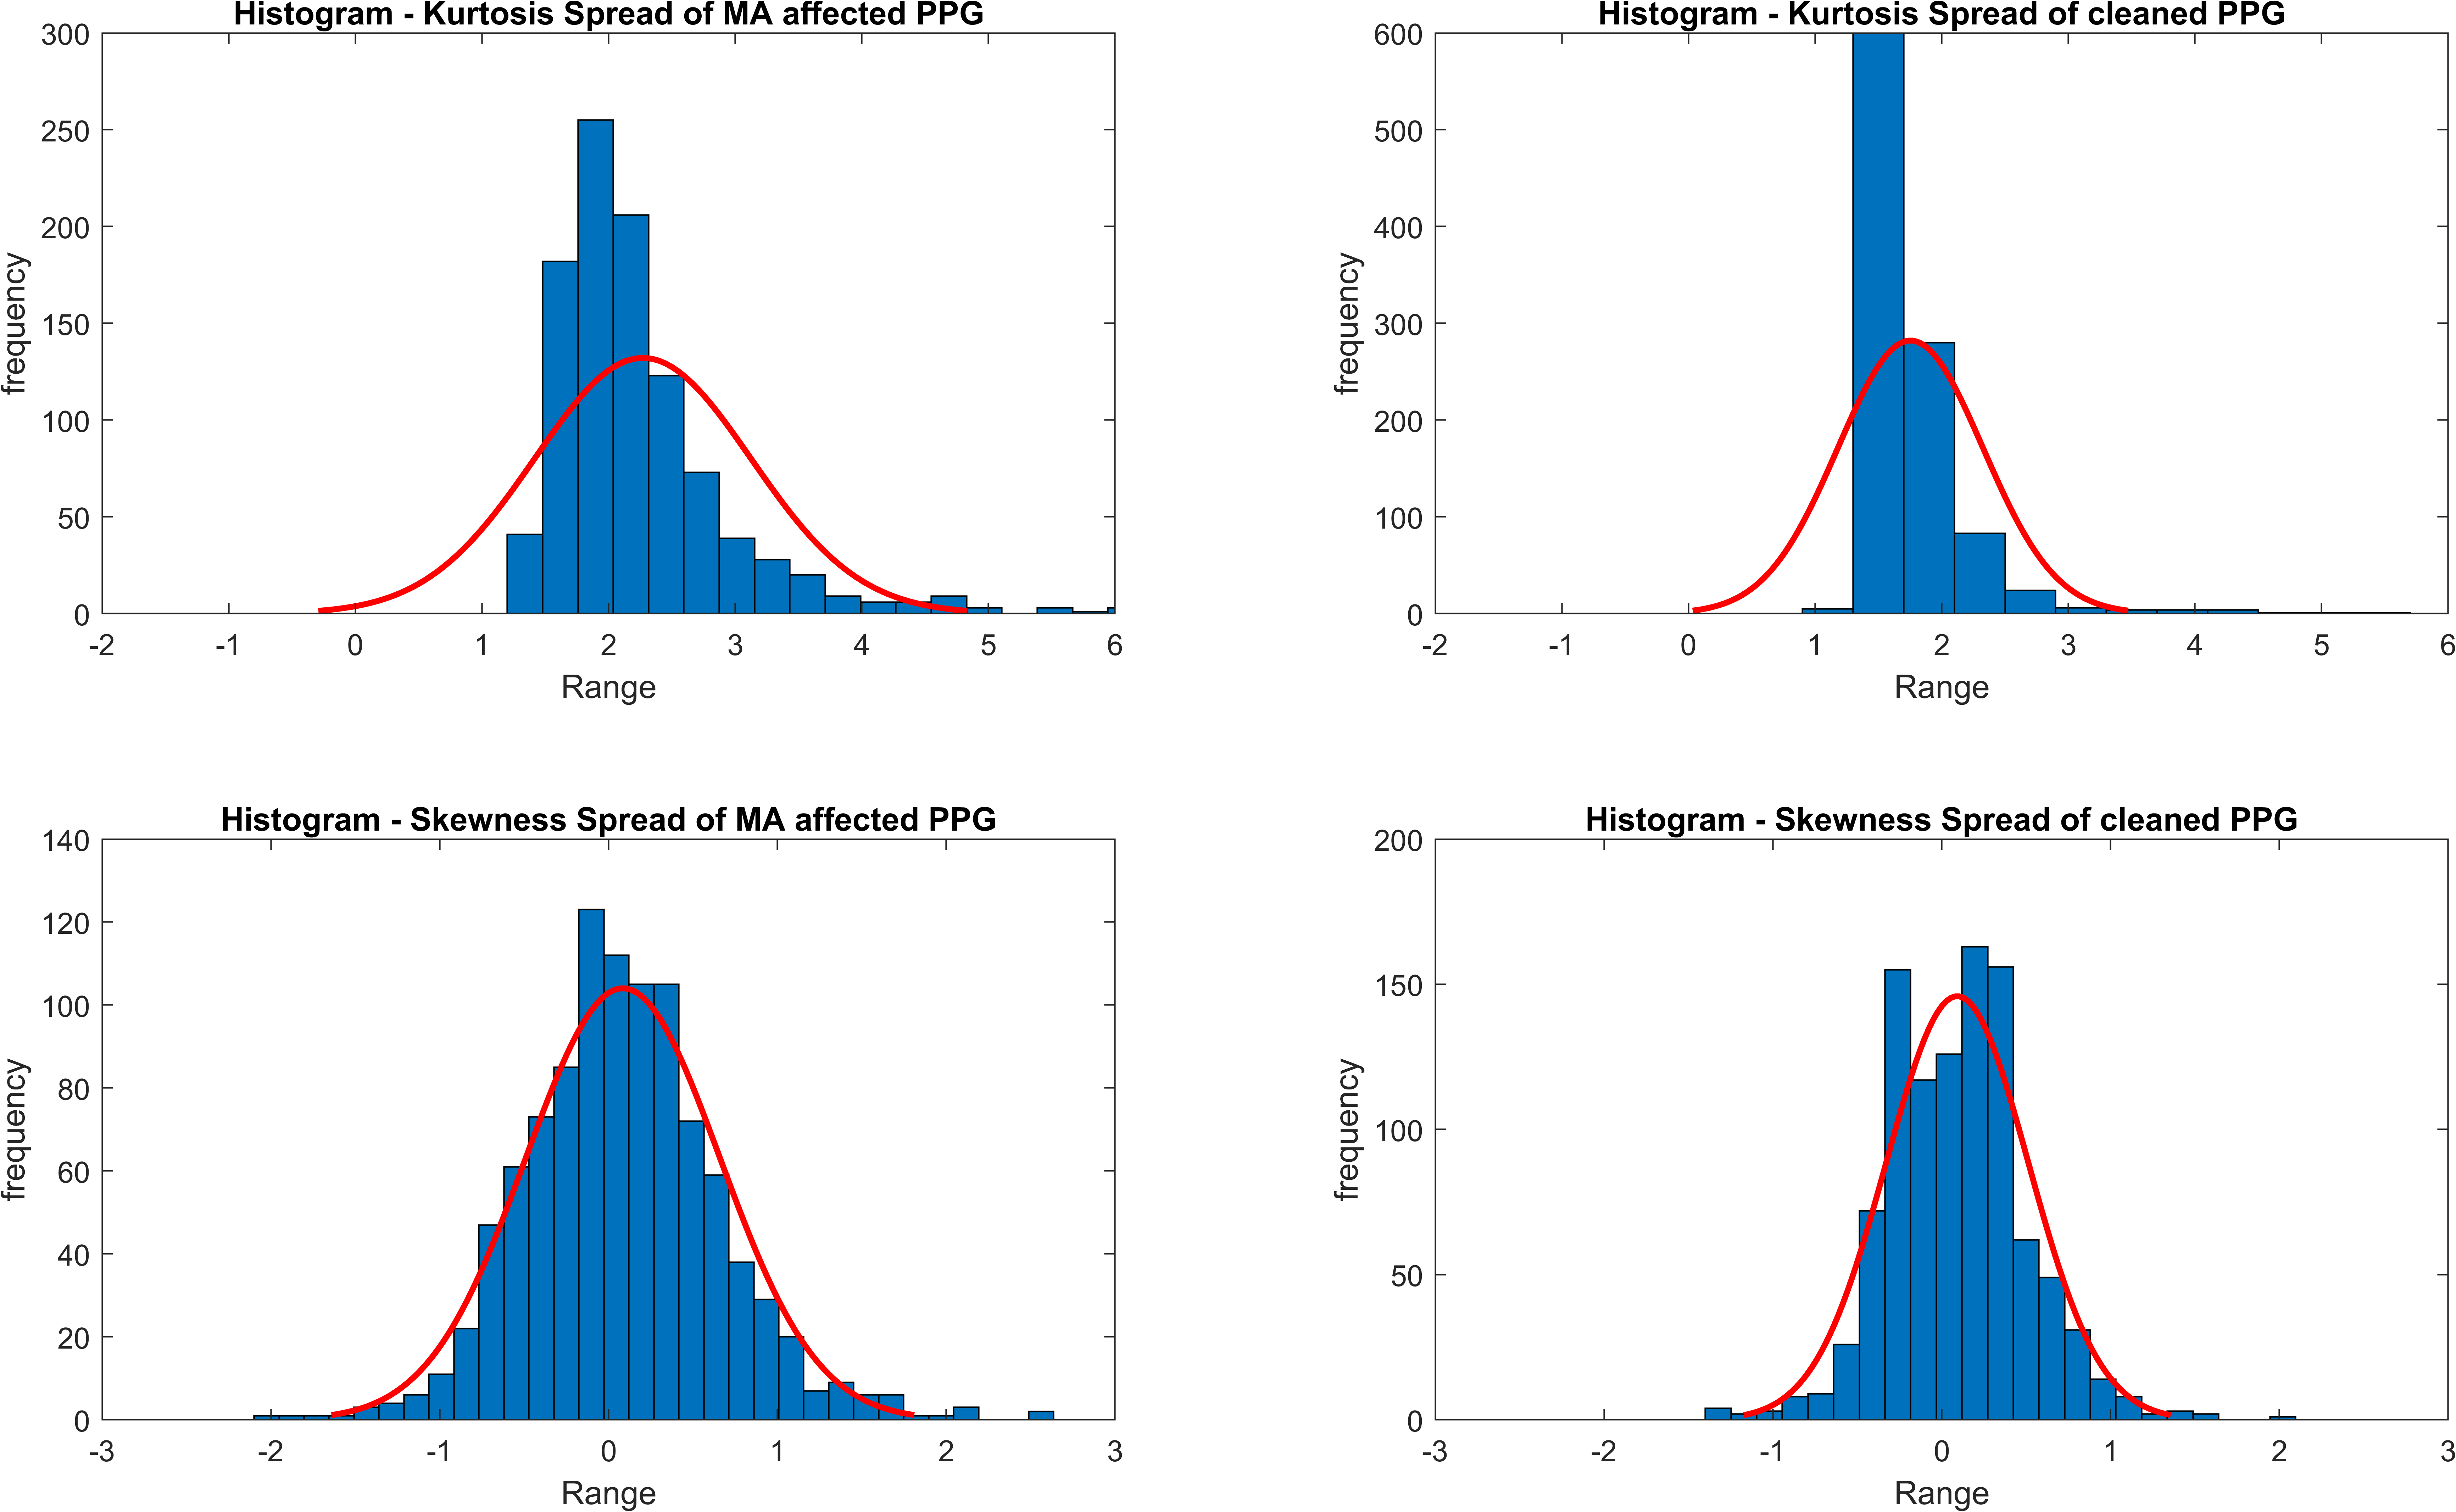 Histogram - Kurtosis Spread of MA affected PPG
300
250
200
150
100
50
0
frequency
-2 -1 0 1 2 3 4 5 6
Range
Histogram - Kurtosis Spread of cleaned PPG
600
500
400
300
200
100
0
frequency
-2 -1 0 1 2 3 4 5 6
Range
Histogram - Skewness Spread of MA affected PPG
140
120
100
80
60
40
20
0
frequency
-3 -2 -1 0 1 2 3
Range
Histogram - Skewness Spread of cleaned PPG
200
150
100
50
0
frequency
-3 -2 -1 0 1 2 3
Range